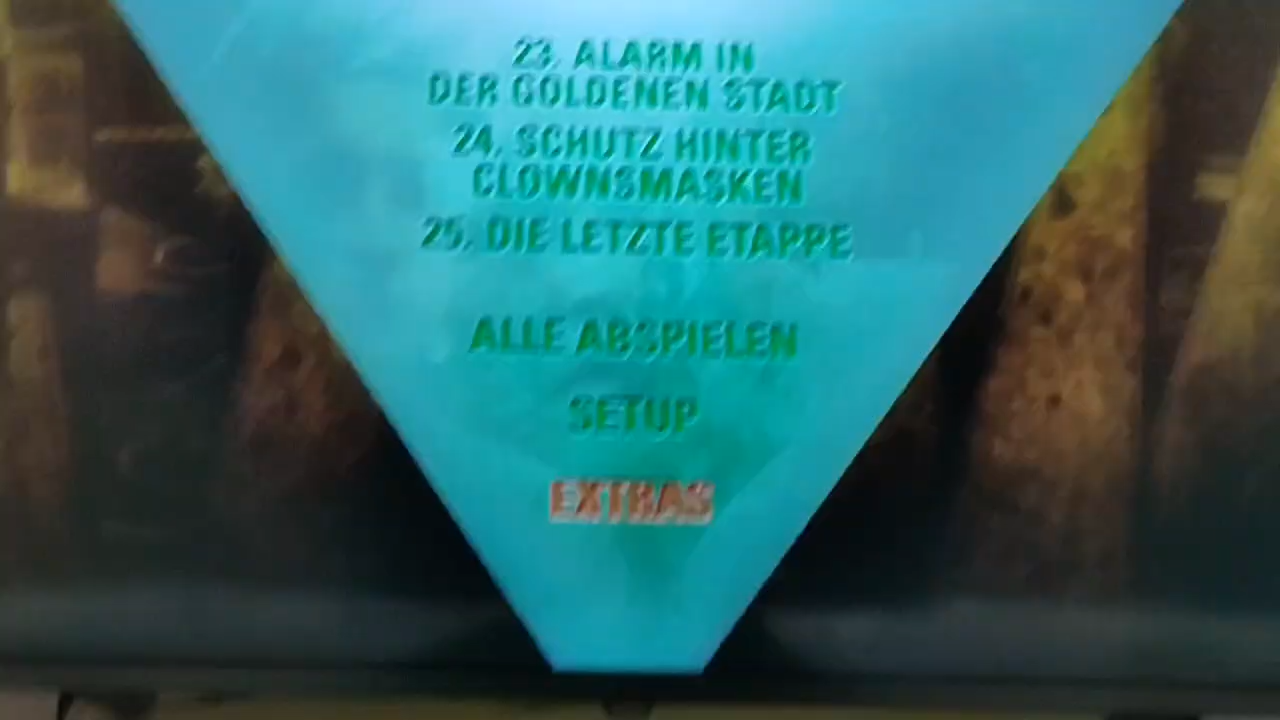 23. ALARM IN
DER GOLDENEN STADT
24. SCHUTZ HINTER
CLOWNSMASKEN
25. DIE LETZTE ETAPPE
ALLE ABSPIELEN
SETUP
EXTRAS